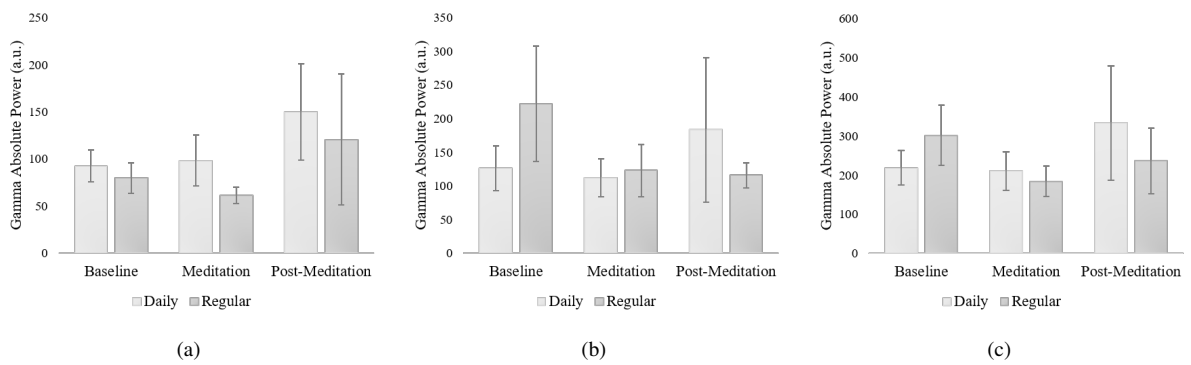 Gamma Absolute Power (a.u.)
250
200
150
100
50
0
Baseline Meditation Post-Meditation
Daily Regular
(a)
Gamma Absolute Power (a.u.)
350
300
250
200
150
100
50
0
Baseline Meditation Post-Meditation
Daily Regular
(b)
Gamma Absolute Power (a.u.)
600
500
400
300
200
100
0
Baseline Meditation Post-Meditation
Daily Regular
(c)